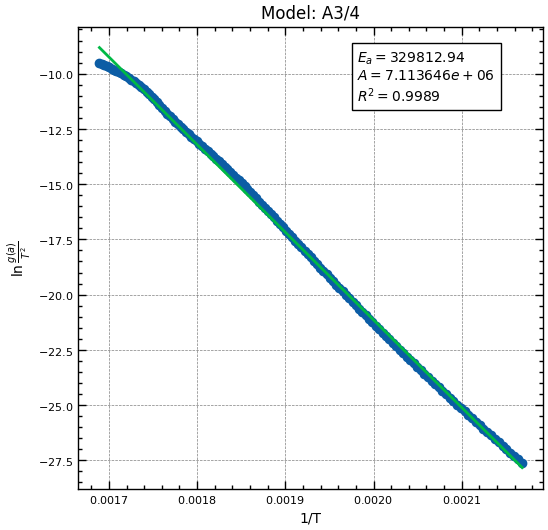 Model: A3/4
E_a = 329812.94
A = 7.113646e + 06
R² = 0.9989
−10.0
−12.5
−15.0
−17.5
−20.0
−22.5
−25.0
−27.5
ln g(a)/T²
0.0017 0.0018 0.0019 0.0020 0.0021
1/T